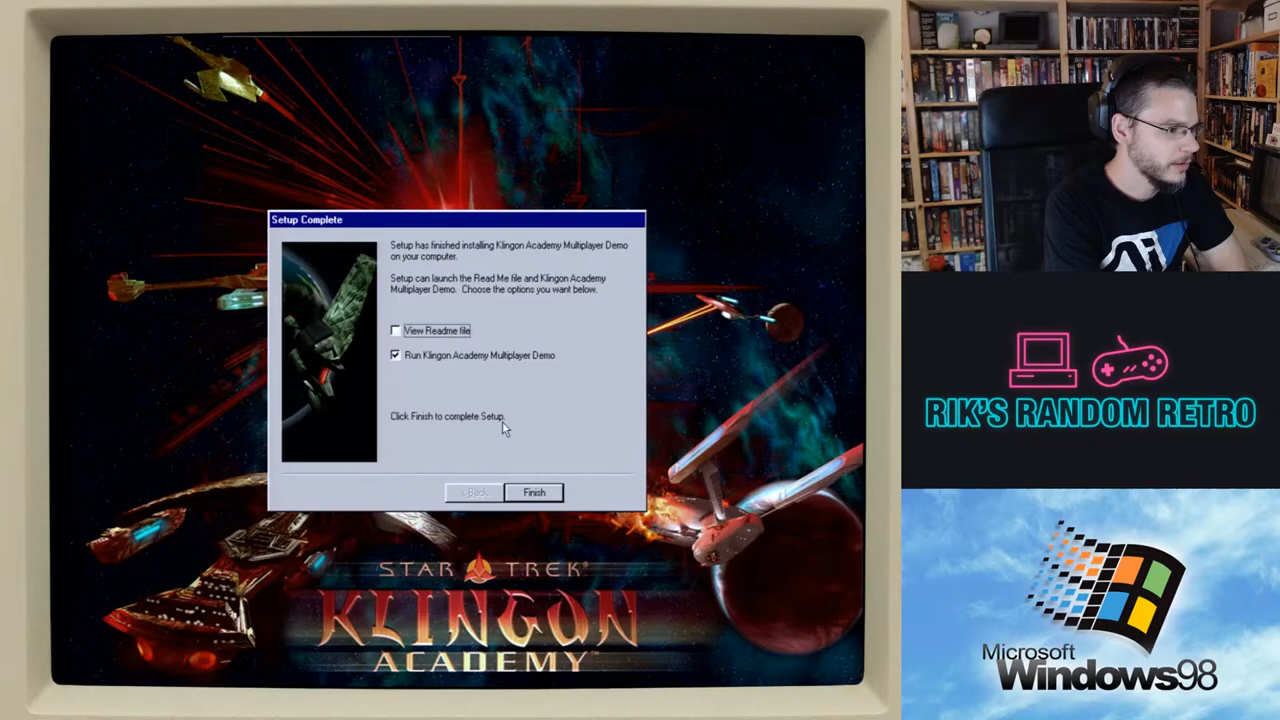 Setup Complete
Setup has finished installing Klingon Academy Multiplayer Demo
on your computer.
Setup can launch the Read Me file and Klingon Academy
Multiplayer Demo. Choose the options you want below.
View Readme file
Run Klingon Academy Multiplayer Demo
Click Finish to complete Setup.
< Back
Finish
STAR TREK
KLINGON
ACADEMY™
RIK'S RANDOM RETRO
Microsoft
Windows98